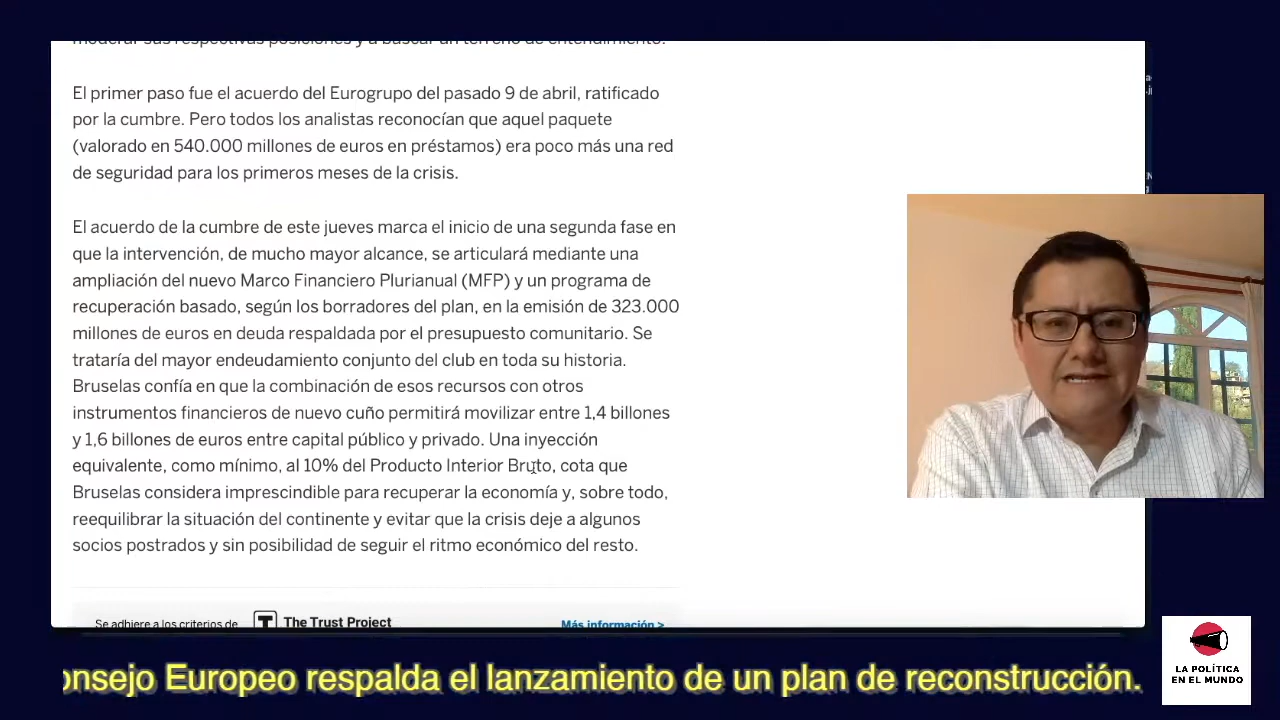 moderar sus respectivas posiciones y a buscar un terreno de entendimiento.
El primer paso fue el acuerdo del Eurogrupo del pasado 9 de abril, ratificado
por la cumbre. Pero todos los analistas reconocían que aquel paquete
(valorado en 540.000 millones de euros en préstamos) era poco más una red
de seguridad para los primeros meses de la crisis.
El acuerdo de la cumbre de este jueves marca el inicio de una segunda fase en
que la intervención, de mucho mayor alcance, se articulará mediante una
ampliación del nuevo Marco Financiero Plurianual (MFP) y un programa de
recuperación basado, según los borradores del plan, en la emisión de 323.000
millones de euros en deuda respaldada por el presupuesto comunitario. Se
trataría del mayor endeudamiento conjunto del club en toda su historia.
Bruselas confía en que la combinación de esos recursos con otros
instrumentos financieros de nuevo cuño permitirá movilizar entre 1,4 billones
y 1,6 billones de euros entre capital público y privado. Una inyección
equivalente, como mínimo, al 10% del Producto Interior Bruto, cota que
Bruselas considera imprescindible para recuperar la economía y, sobre todo,
reequilibrar la situación del continente y evitar que la crisis deje a algunos
socios postrados y sin posibilidad de seguir el ritmo económico del resto.
Se adhiere a los criterios de The Trust Project Más información >
onsejo Europeo respalda el lanzamiento de un plan de reconstrucción.
LA POLÍTICA
EN EL MUNDO